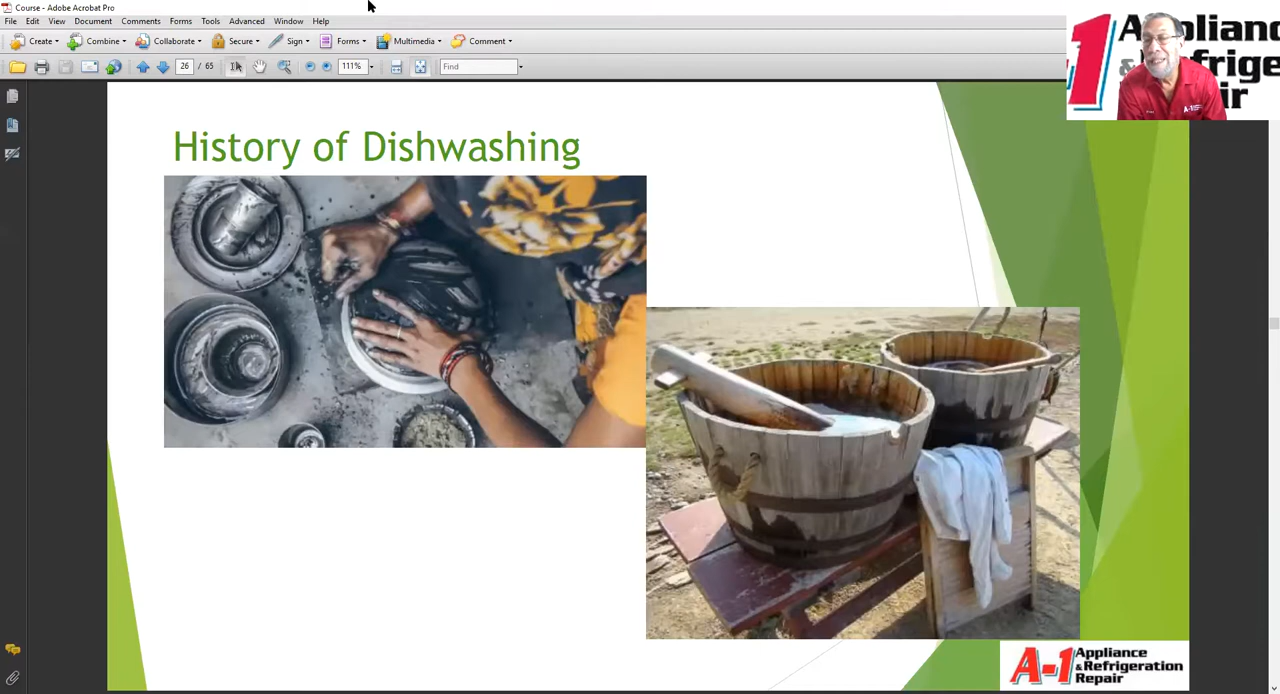 Course - Adobe Acrobat Pro
File Edit View Document Comments Forms Tools Advanced Window Help
Create Combine Collaborate Secure Sign Forms Multimedia Comment
26 / 65 111% Find
History of Dishwashing
A-1 Appliance
&Refrigeration
Repair